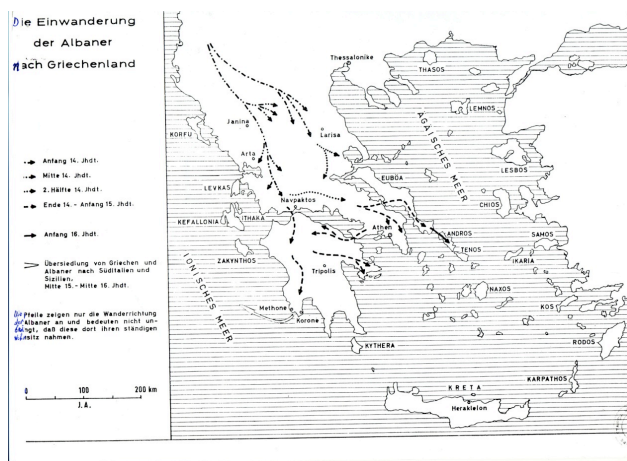 Die Einwanderung
der Albaner
nach Griechenland
Anfang 14. Jhdt.
Mitte 14. Jhdt.
2. Hälfte 14. Jhdt.
Ende 14. - Anfang 15. Jhdt.
Anfang 16. Jhdt.
Übersiedlung von Griechen und
Albaner nach Süditalien und
Sizilien.
Mitte 15. - Mitte 16. Jhdt.
Die Pfeile zeigen nur die Wanderrichtung
der Albaner an und bedeuten nicht un-
bedingt, daß diese dort ihren ständigen
Wohnsitz nahmen.
0 100 200 km
J.A.
Thessalonike
THASOS
LEMNOS
ÄGÄISCHES MEER
Janina
Larisa
KORFU
Arta
LESBOS
EUBÖA
LEVKAS
Navpaktos
CHIOS
ITHAKA
KEFALLONIA
Athen
ANDROS
SAMOS
TENOS
IKARIA
ZAKYNTHOS
Tripolis
IONISCHES MEER
NAXOS
KOS
Methone
Korone
RODOS
KYTHERA
KARPATHOS
KRETA
Herakleion